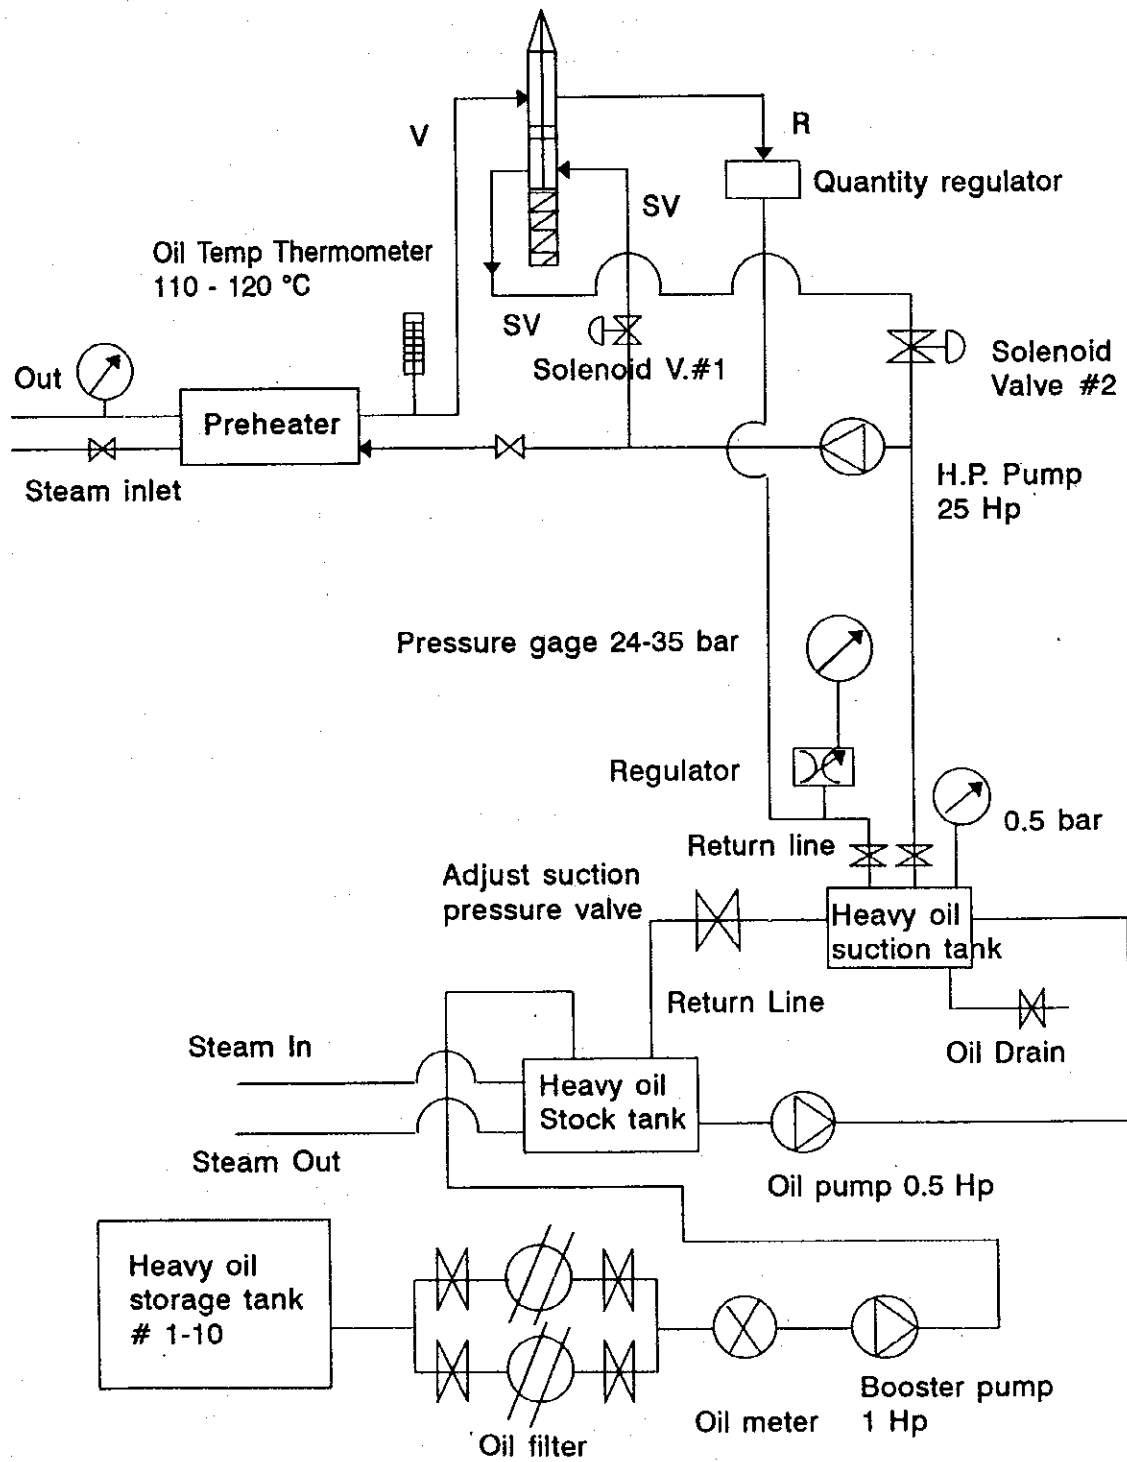 V
R
Quantity regulator
SV
Oil Temp Thermometer
110 - 120 °C
SV
Solenoid V.#1
Solenoid
Valve #2
Out
Preheater
Steam inlet
H.P. Pump
25 Hp
Pressure gage 24-35 bar
Regulator
0.5 bar
Return line
Adjust suction
pressure valve
Heavy oil
suction tank
Return Line
Oil Drain
Steam In
Heavy oil
Stock tank
Steam Out
Oil pump 0.5 Hp
Heavy oil
storage tank
# 1-10
Booster pump
1 Hp
Oil meter
Oil filter